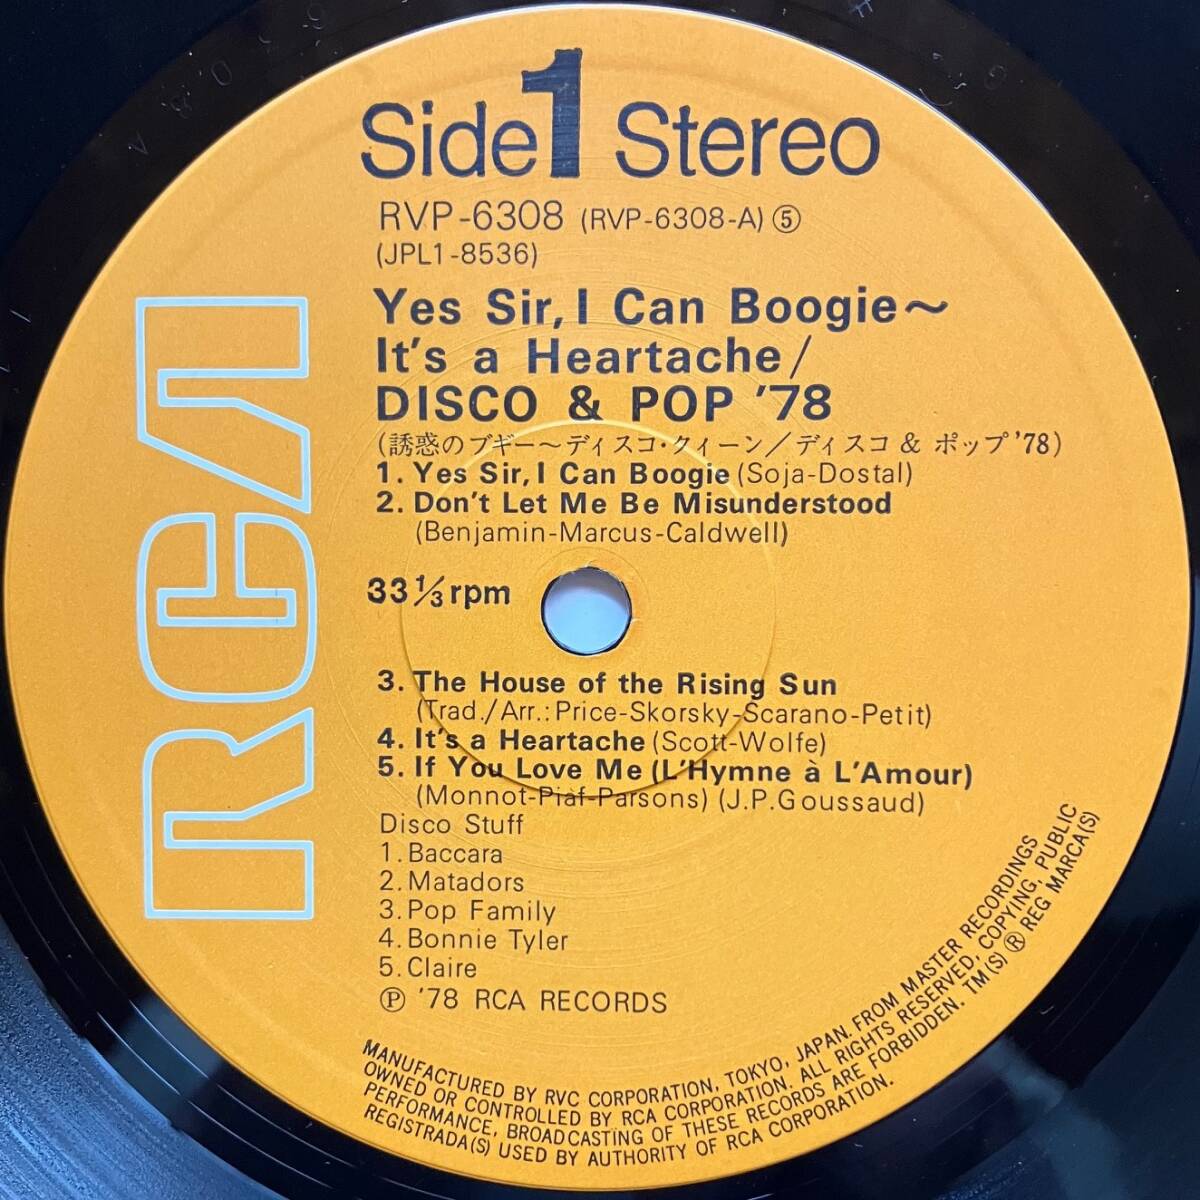 Side 1 Stereo
RVP-6308 (RVP-6308-A) ⑤
(JPL1-8536)
Yes Sir, I Can Boogie〜
It's a Heartache/
DISCO & POP '78
(誘惑のブギー〜ディスコ・クィーン/ディスコ & ポップ '78)
1. Yes Sir, I Can Boogie (Soja-Dostal)
2. Don't Let Me Be Misunderstood
(Benjamin-Marcus-Caldwell)
33 1/3 rpm
3. The House of the Rising Sun
(Trad./Arr.: Price-Skorsky-Scarano-Petit)
4. It's a Heartache (Scott-Wolfe)
5. If You Love Me (L'Hymne à L'Amour)
(Monnot-Piaf-Parsons) (J.P.Goussaud)
Disco Stuff
1. Baccara
2. Matadors
3. Pop Family
4. Bonnie Tyler
5. Claire
℗ '78 RCA RECORDS
RCA
MANUFACTURED BY RVC CORPORATION, TOKYO, JAPAN. FROM MASTER RECORDINGS
OWNED OR CONTROLLED BY RCA CORPORATION. ALL RIGHTS RESERVED, COPYING, PUBLIC
PERFORMANCE, BROADCASTING OF THESE RECORDS ARE FORBIDDEN. TM(S) ® REG MARCA(S)
REGISTRADA(S) USED BY AUTHORITY OF RCA CORPORATION.